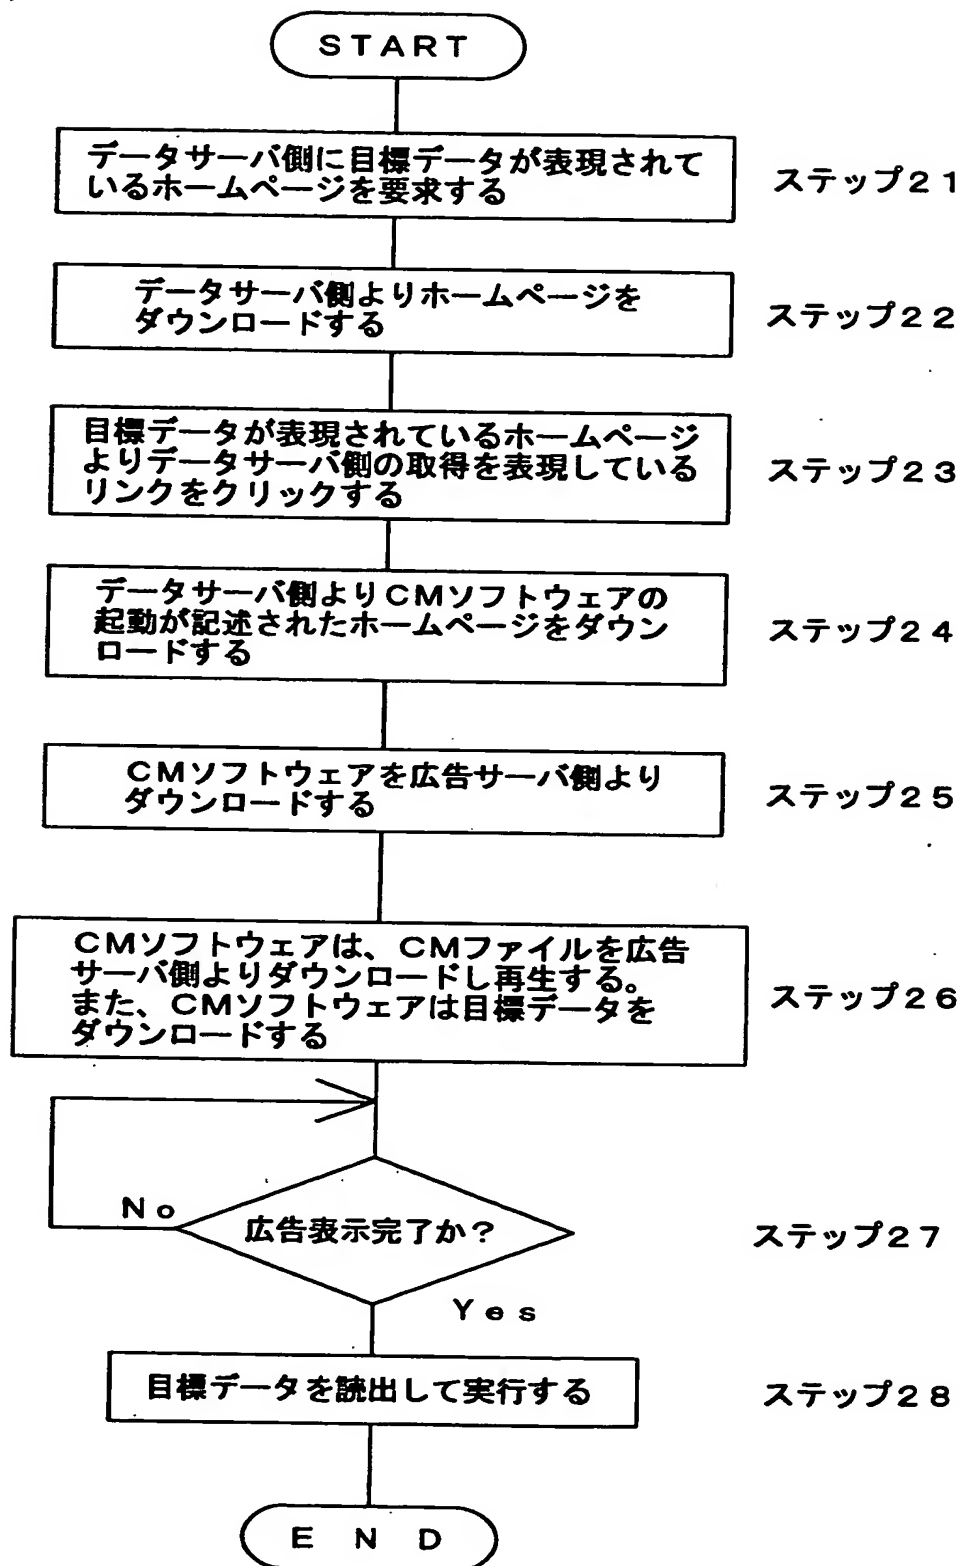 START
データサーバ側に目標データが表現されて
いるホームページを要求する
ステップ21
データサーバ側よりホームページを
ダウンロードする
ステップ22
目標データが表現されているホームページ
よりデータサーバ側の取得を表現している
リンクをクリックする
ステップ23
データサーバ側よりCMソフトウェアの
起動が記述されたホームページをダウン
ロードする
ステップ24
CMソフトウェアを広告サーバ側より
ダウンロードする
ステップ25
CMソフトウェアは、CMファイルを広告
サーバ側よりダウンロードし再生する。
また、CMソフトウェアは目標データを
ダウンロードする
ステップ26
No
広告表示完了か?
ステップ27
Yes
目標データを読出して実行する
ステップ28
END